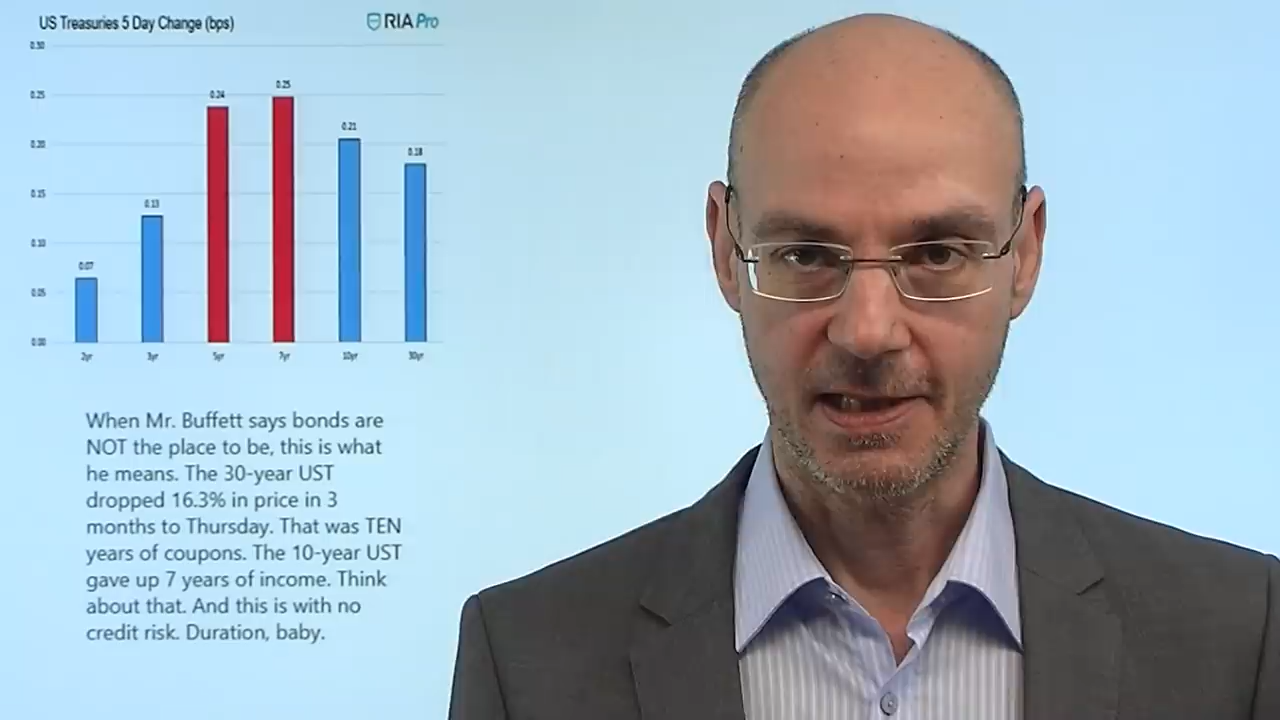 US Treasuries 5 Day Change (bps)
RIA Pro
0.30
0.25
0.20
0.15
0.10
0.05
0.00
0.07
0.13
0.24
0.25
0.21
0.18
2yr
3yr
5yr
7yr
10yr
30yr
When Mr. Buffett says bonds are
NOT the place to be, this is what
he means. The 30-year UST
dropped 16.3% in price in 3
months to Thursday. That was TEN
years of coupons. The 10-year UST
gave up 7 years of income. Think
about that. And this is with no
credit risk. Duration, baby.